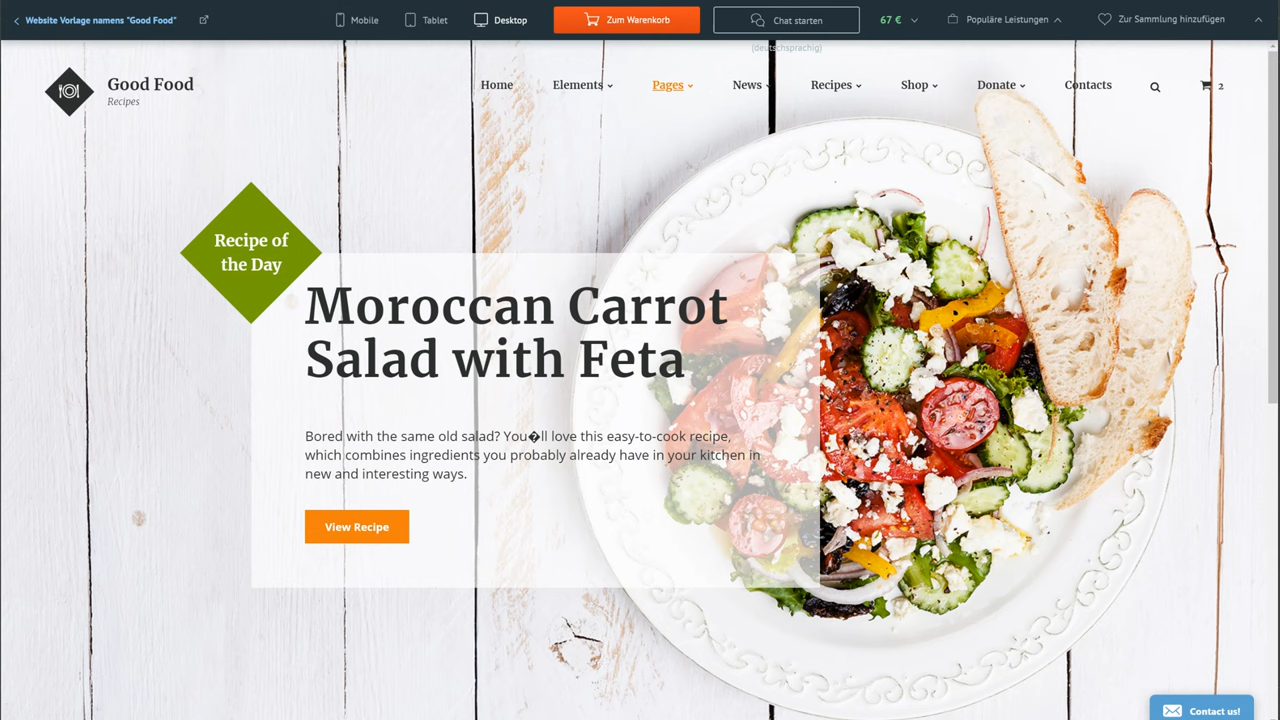 Website Vorlage namens "Good Food"
Mobile
Tablet
Desktop
Zum Warenkorb
Chat starten
67 €
Populäre Leistungen
Zur Sammlung hinzufügen
(deutschsprachig)
Good Food
Recipes
Home
Elements
Pages
News
Recipes
Shop
Donate
Contacts
2
Recipe of
the Day
Moroccan Carrot
Salad with Feta
Bored with the same old salad? You�ll love this easy-to-cook recipe,
which combines ingredients you probably already have in your kitchen in
new and interesting ways.
View Recipe
Contact us!